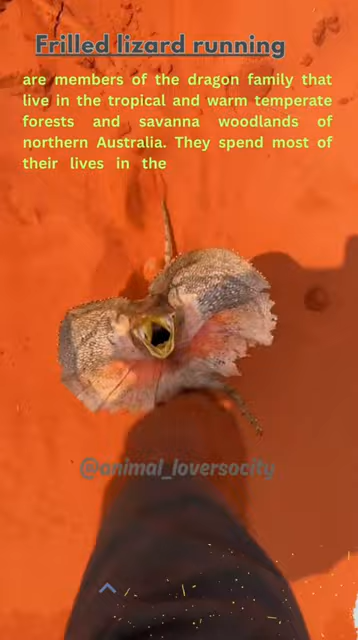 Frilled lizard running
are members of the dragon family that
live in the tropical and warm temperate
forests and savanna woodlands of
northern Australia. They spend most of
their lives in the
@animal_loversocity